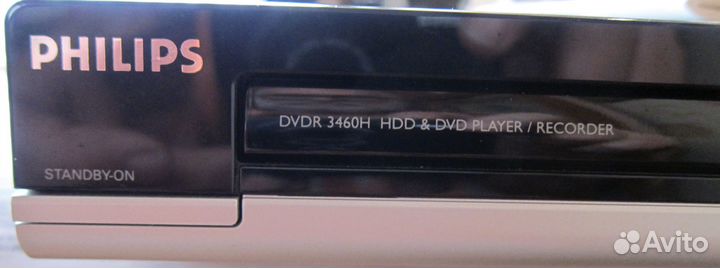 PHILIPS
DVDR 3460H HDD & DVD PLAYER / RECORDER
STANDBY-ON
Avito